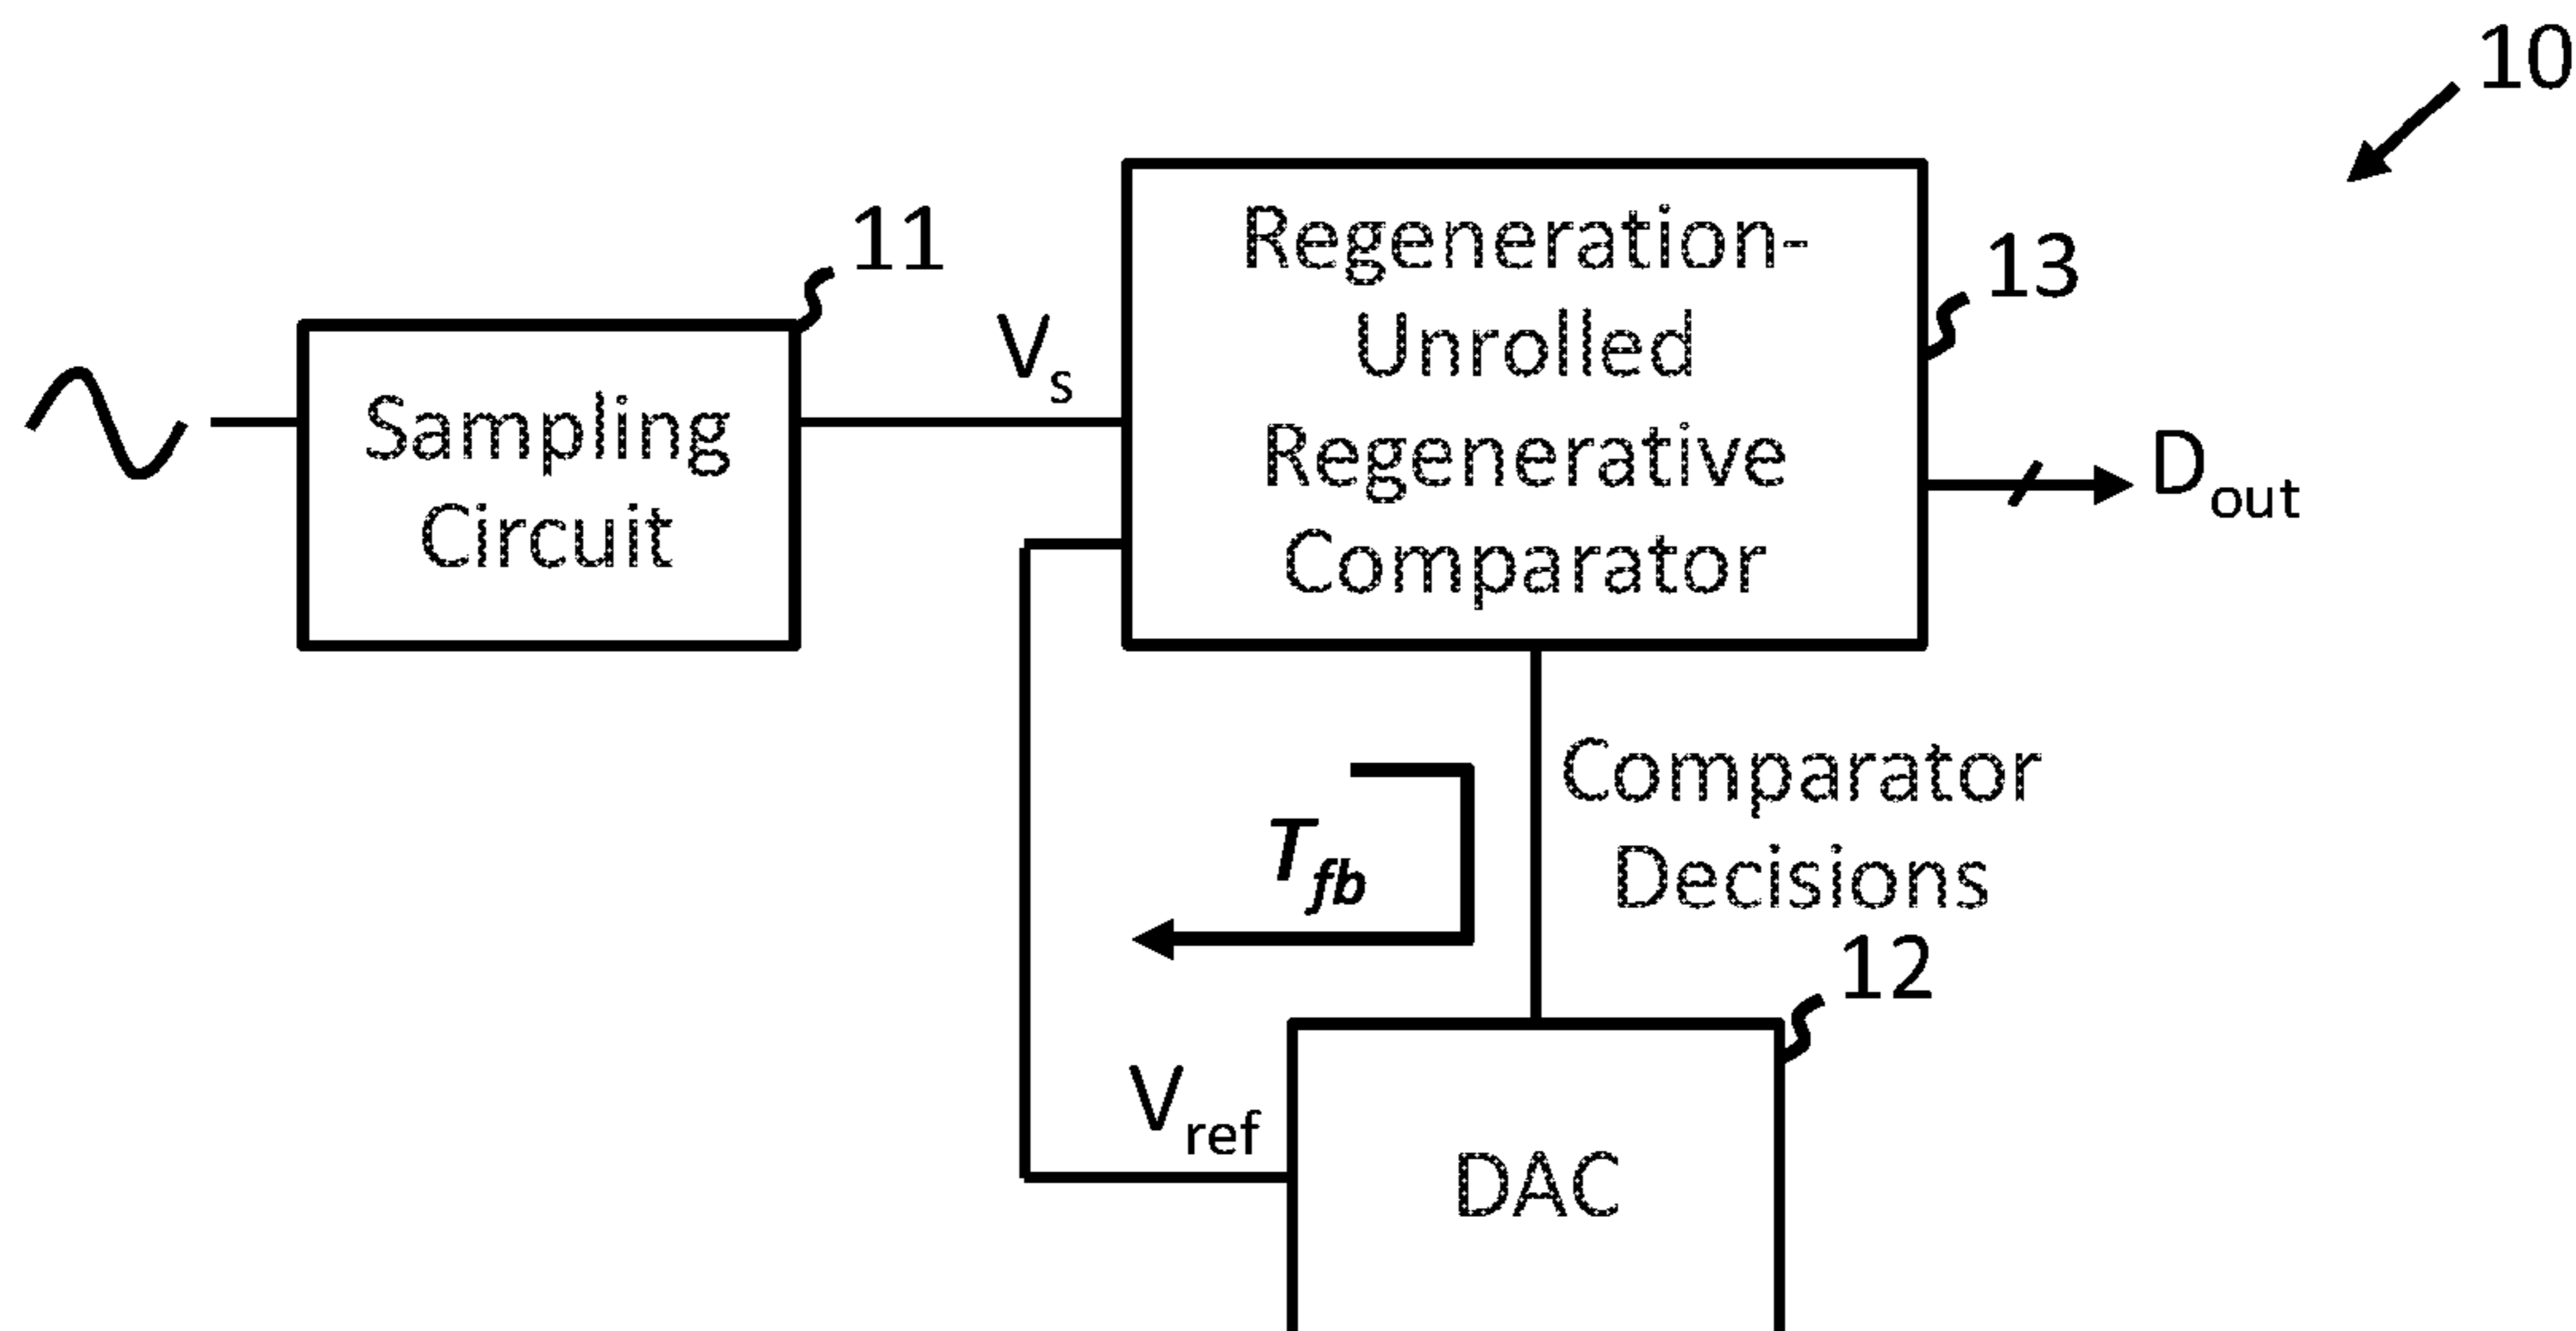 10
11
13
Regeneration-
Unrolled
Regenerative
Comparator
Sampling
Circuit
Vs
Dout
Comparator
Decisions
Tfb
12
Vref
DAC